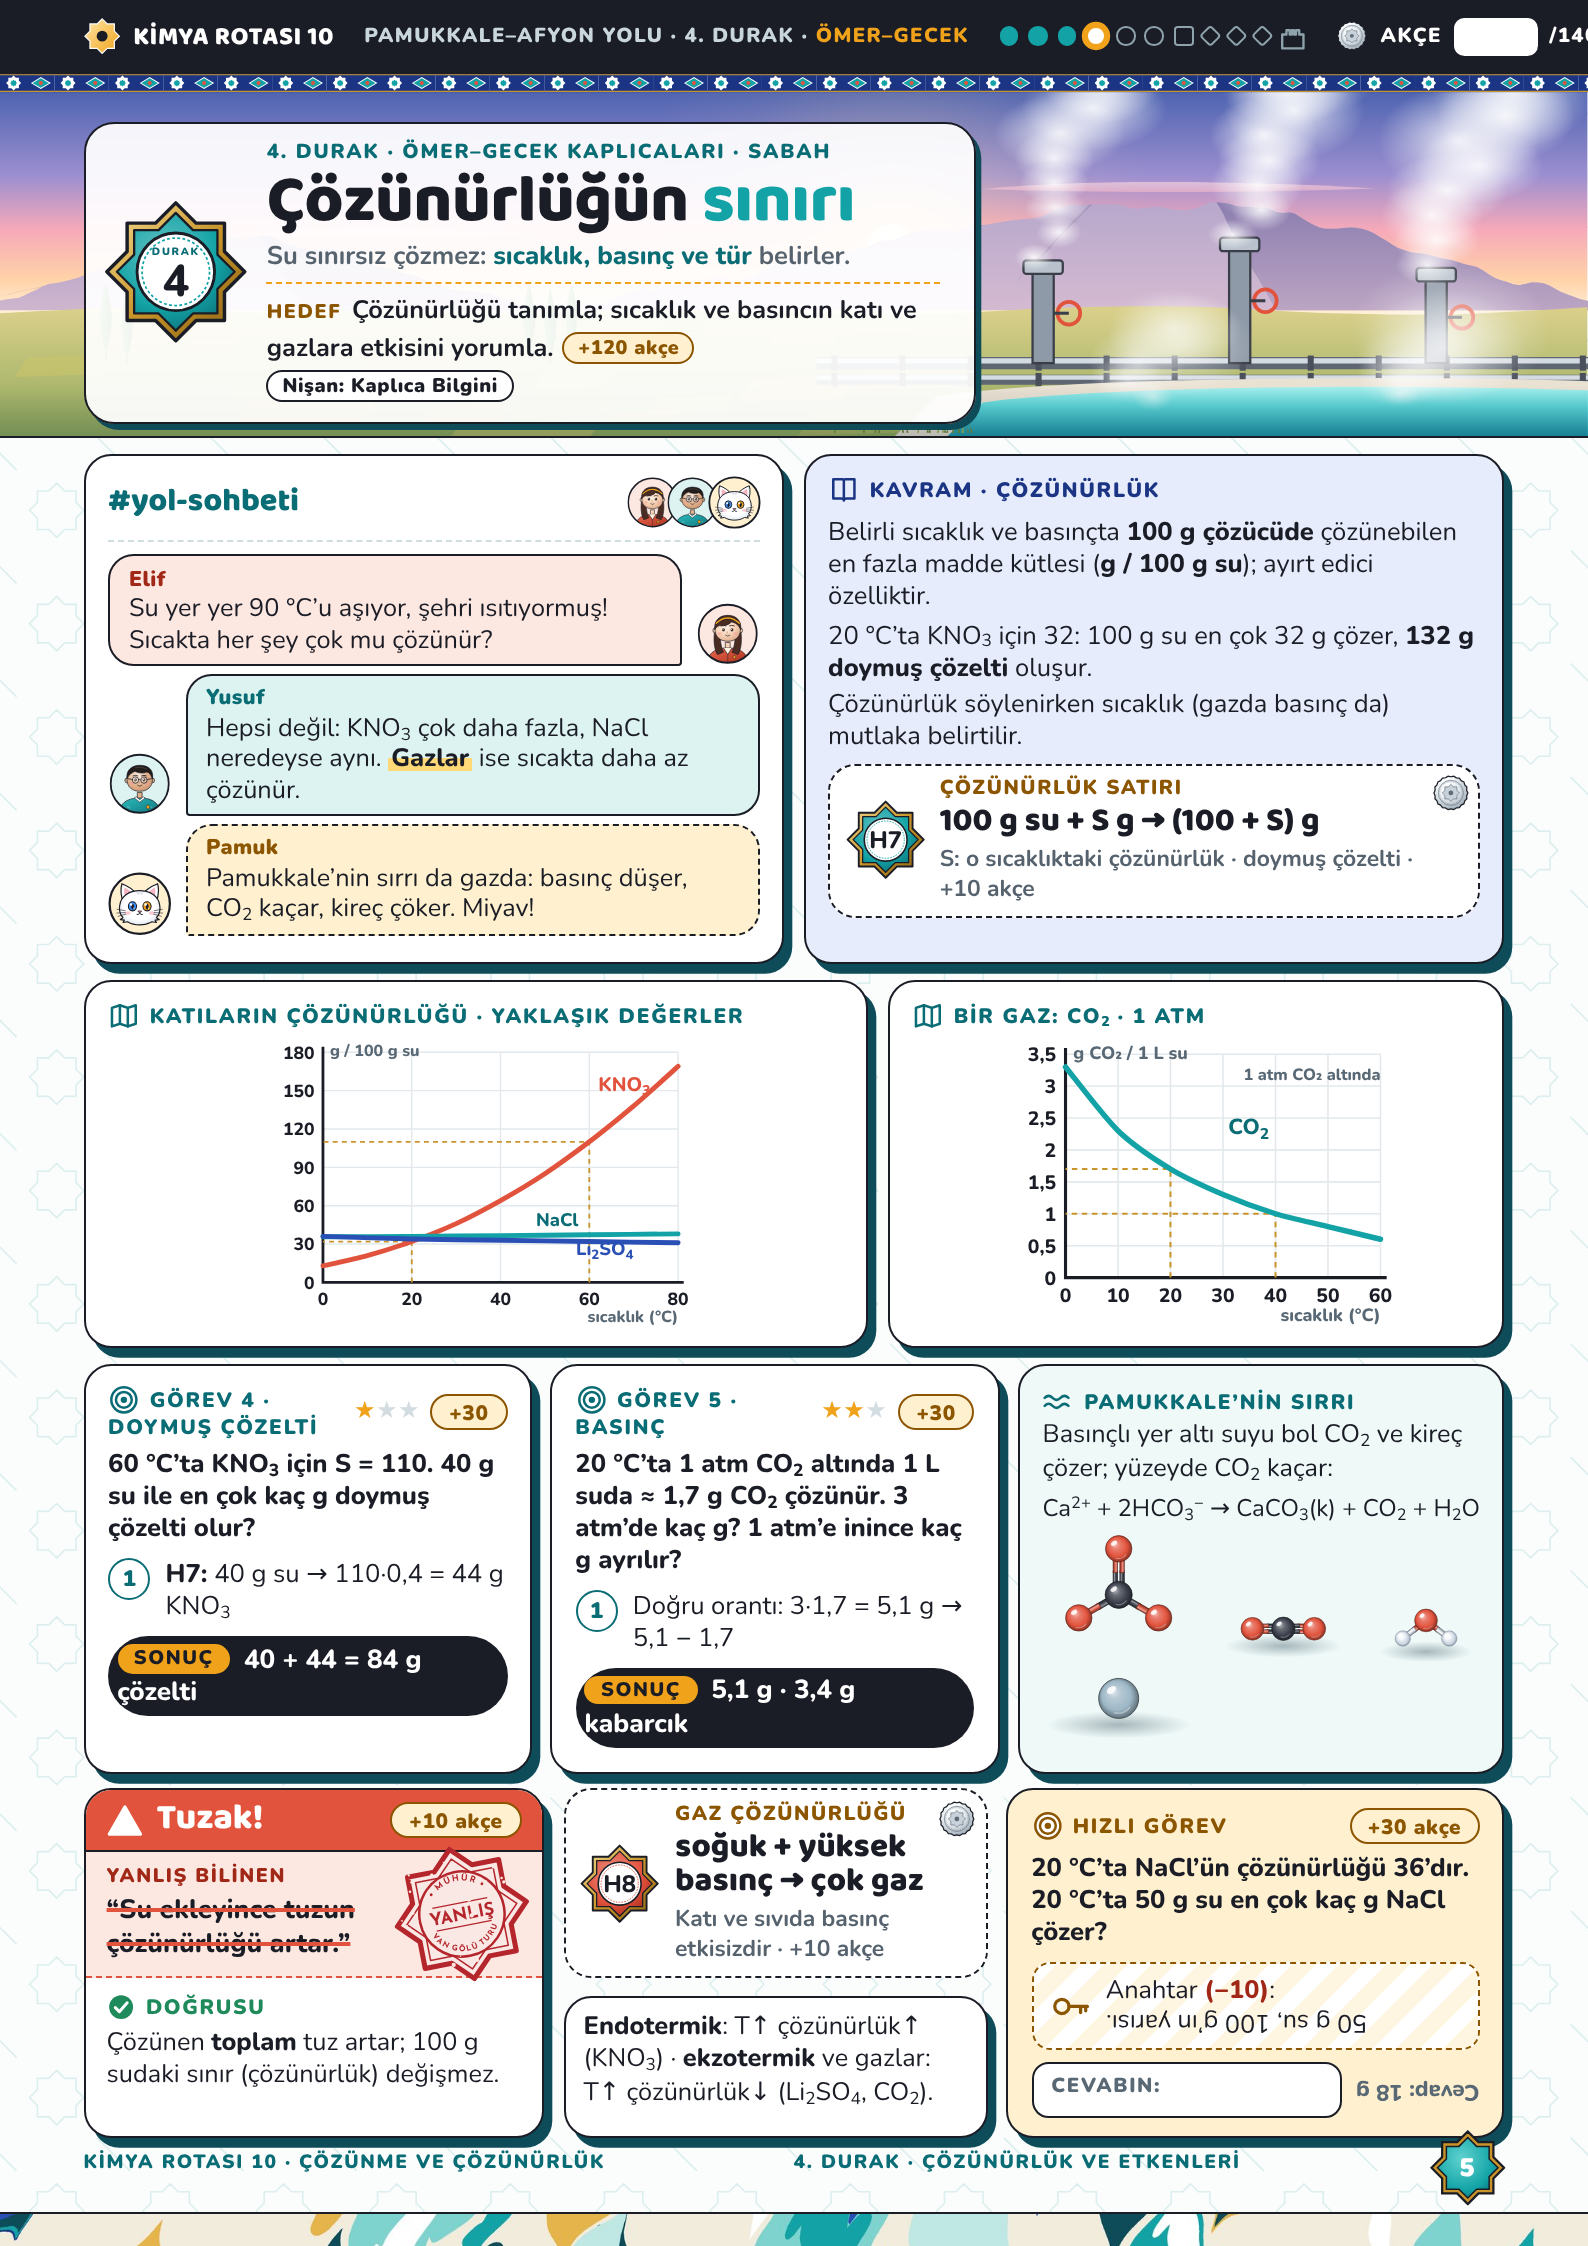 KİMYA ROTASI 10
PAMUKKALE–AFYON YOLU · 4. DURAK · ÖMER–GECEK
AKÇE
4. DURAK · ÖMER–GECEK KAPLICALARI · SABAH
Çözünürlüğün sınırı
Su sınırsız çözmez: sıcaklık, basınç ve tür belirler.
DURAK
4
HEDEF Çözünürlüğü tanımla; sıcaklık ve basıncın katı ve
gazlara etkisini yorumla. +120 akçe
Nişan: Kaplıca Bilgini
#yol-sohbeti
Elif
Su yer yer 90 °C’u aşıyor, şehri ısıtıyormuş!
Sıcakta her şey çok mu çözünür?
Yusuf
Hepsi değil: KNO₃ çok daha fazla, NaCl
neredeyse aynı. Gazlar ise sıcakta daha az
çözünür.
Pamuk
Pamukkale’nin sırrı da gazda: basınç düşer,
CO₂ kaçar, kireç çöker. Miyav!
KAVRAM · ÇÖZÜNÜRLÜK
Belirli sıcaklık ve basınçta 100 g çözücüde çözünebilen
en fazla madde kütlesi (g / 100 g su); ayırt edici
özelliktir.
20 °C’ta KNO₃ için 32: 100 g su en çok 32 g çözer, 132 g
doymuş çözelti oluşur.
Çözünürlük söylenirken sıcaklık (gazda basınç da)
mutlaka belirtilir.
H7
ÇÖZÜNÜRLÜK SATIRI
100 g su + S g → (100 + S) g
S: o sıcaklıktaki çözünürlük · doymuş çözelti ·
+10 akçe
KATILARIN ÇÖZÜNÜRLÜĞÜ · YAKLAŞIK DEĞERLER
g / 100 g su
180
150
120
90
60
30
0
KNO₃
NaCl
Li₂SO₄
0 20 40 60 80
sıcaklık (°C)
BİR GAZ: CO₂ · 1 ATM
g CO₂ / 1 L su
1 atm CO₂ altında
3,5
3
2,5
2
1,5
1
0,5
0
CO₂
0 10 20 30 40 50 60
sıcaklık (°C)
GÖREV 4 ·
DOYMUŞ ÇÖZELTİ
+30
60 °C’ta KNO₃ için S = 110. 40 g
su ile en çok kaç g doymuş
çözelti olur?
1
H7: 40 g su → 110·0,4 = 44 g
KNO₃
SONUÇ 40 + 44 = 84 g
çözelti
GÖREV 5 ·
BASINÇ
+30
20 °C’ta 1 atm CO₂ altında 1 L
suda ≈ 1,7 g CO₂ çözünür. 3
atm’de kaç g? 1 atm’e inince kaç
g ayrılır?
1
Doğru orantı: 3·1,7 = 5,1 g →
5,1 − 1,7
SONUÇ 5,1 g · 3,4 g
kabarcık
PAMUKKALE’NİN SIRRI
Basınçlı yer altı suyu bol CO₂ ve kireç
çözer; yüzeyde CO₂ kaçar:
Ca²⁺ + 2HCO₃⁻ → CaCO₃(k) + CO₂ + H₂O
Tuzak!
+10 akçe
YANLIŞ BİLİNEN
“Su ekleyince tuzun
çözünürlüğü artar.”
MÜHÜR
YANLIŞ
VAN GÖLÜ TURU
DOĞRUSU
Çözünen toplam tuz artar; 100 g
sudaki sınır (çözünürlük) değişmez.
H8
GAZ ÇÖZÜNÜRLÜĞÜ
soğuk + yüksek
basınç → çok gaz
Katı ve sıvıda basınç
etkisizdir · +10 akçe
Endotermik: T↑ çözünürlük↑
(KNO₃) · ekzotermik ve gazlar:
T↑ çözünürlük↓ (Li₂SO₄, CO₂).
HIZLI GÖREV
+30 akçe
20 °C’ta NaCl’ün çözünürlüğü 36’dır.
20 °C’ta 50 g su en çok kaç g NaCl
çözer?
Anahtar (−10):
50 g su, 100 g’ın yarısı.
CEVABIN:
Cevap: 18 g
KİMYA ROTASI 10 · ÇÖZÜNME VE ÇÖZÜNÜRLÜK
4. DURAK · ÇÖZÜNÜRLÜK VE ETKENLERİ
5